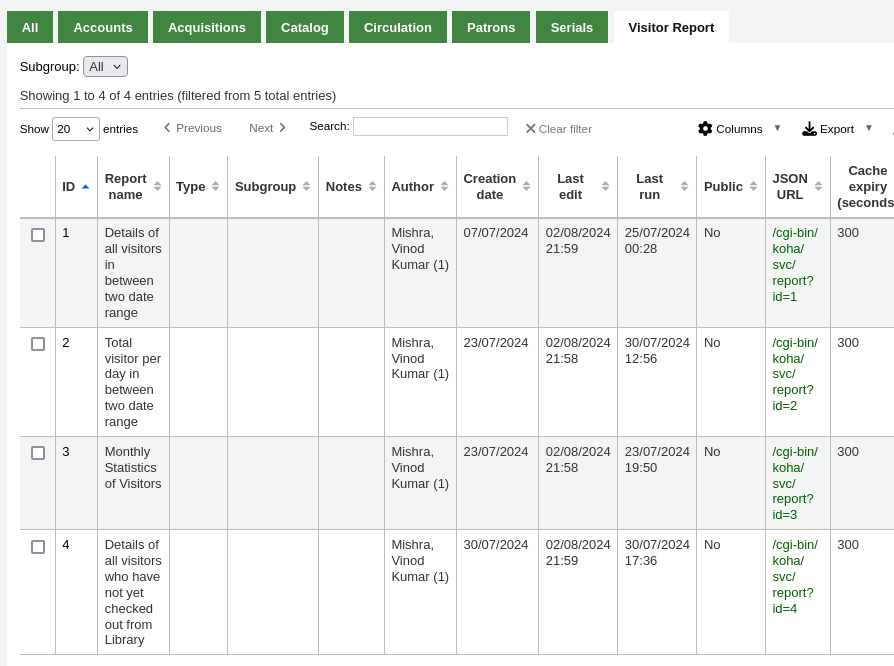 All Accounts Acquisitions Catalog Circulation Patrons Serials Visitor Report
Subgroup: All
Showing 1 to 4 of 4 entries (filtered from 5 total entries)
Show 20 entries Previous Next Search: Clear filter Columns Export
ID Report name Type Subgroup Notes Author Creation date Last edit Last run Public JSON URL Cache expiry (seconds
1 Details of all visitors in between two date range Mishra, Vinod Kumar (1) 07/07/2024 02/08/2024 21:59 25/07/2024 00:28 No /cgi-bin/koha/svc/report?id=1 300
2 Total visitor per day in between two date range Mishra, Vinod Kumar (1) 23/07/2024 02/08/2024 21:58 30/07/2024 12:56 No /cgi-bin/koha/svc/report?id=2 300
3 Monthly Statistics of Visitors Mishra, Vinod Kumar (1) 23/07/2024 02/08/2024 21:58 23/07/2024 19:50 No /cgi-bin/koha/svc/report?id=3 300
4 Details of all visitors who have not yet checked out from Library Mishra, Vinod Kumar (1) 30/07/2024 02/08/2024 21:59 30/07/2024 17:36 No /cgi-bin/koha/svc/report?id=4 300